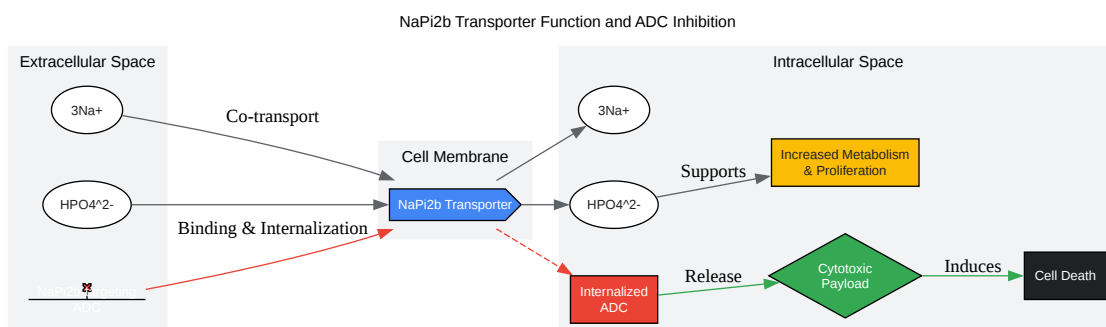 NaPi2b Transporter Function and ADC Inhibition
Extracellular Space
Intracellular Space
3Na+
Co-transport
3Na+
Cell Membrane
Increased Metabolism
& Proliferation
Supports
HPO4^2-
NaPi2b Transporter
HPO4^2-
Binding & Internalization
ADC
Internalized
ADC
Release
Cytotoxic
Payload
Induces
Cell Death